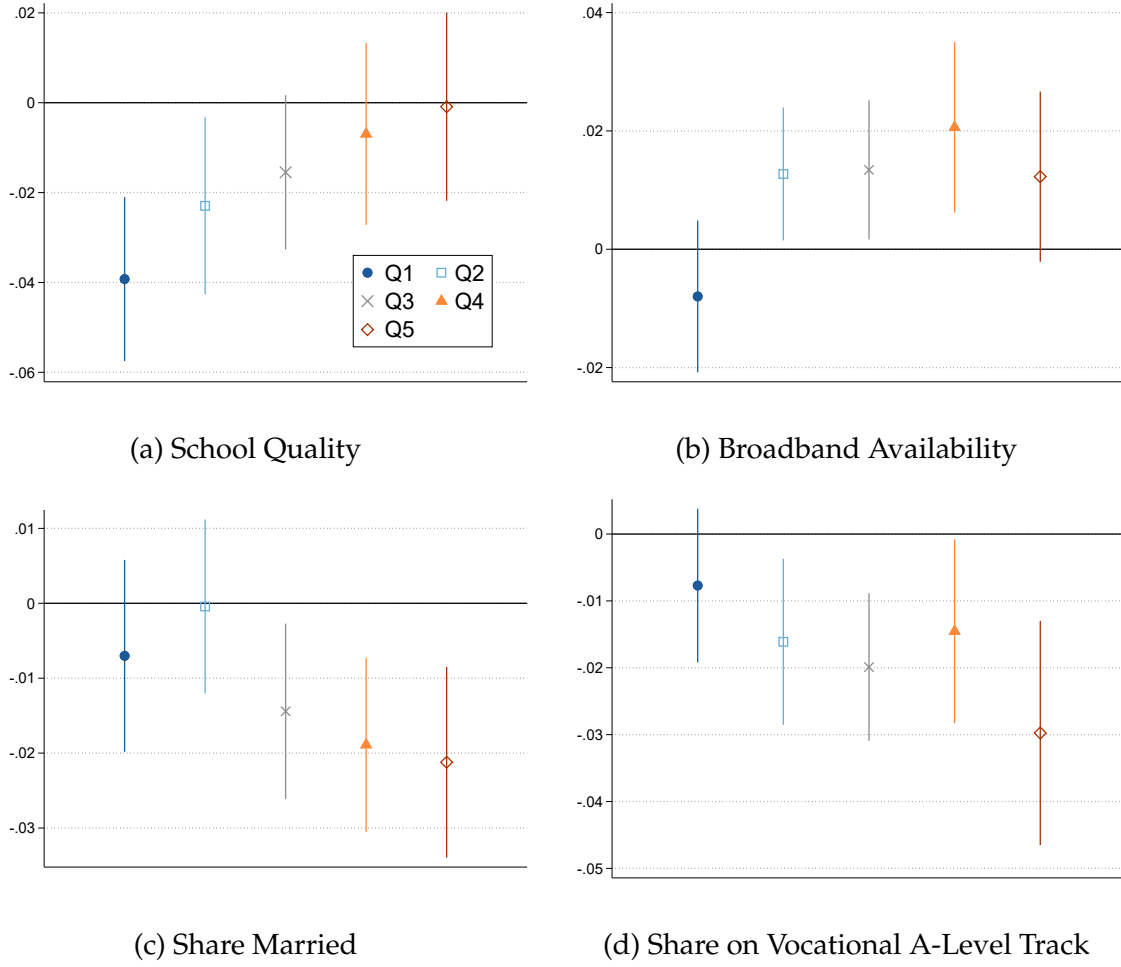 .02
0
-.02
-.04
-.06
Q1 Q2
Q3 Q4
Q5
(a) School Quality
.04
.02
0
-.02
(b) Broadband Availability
.01
0
-.01
-.02
-.03
(c) Share Married
0
-.01
-.02
-.03
-.04
-.05
(d) Share on Vocational A-Level Track